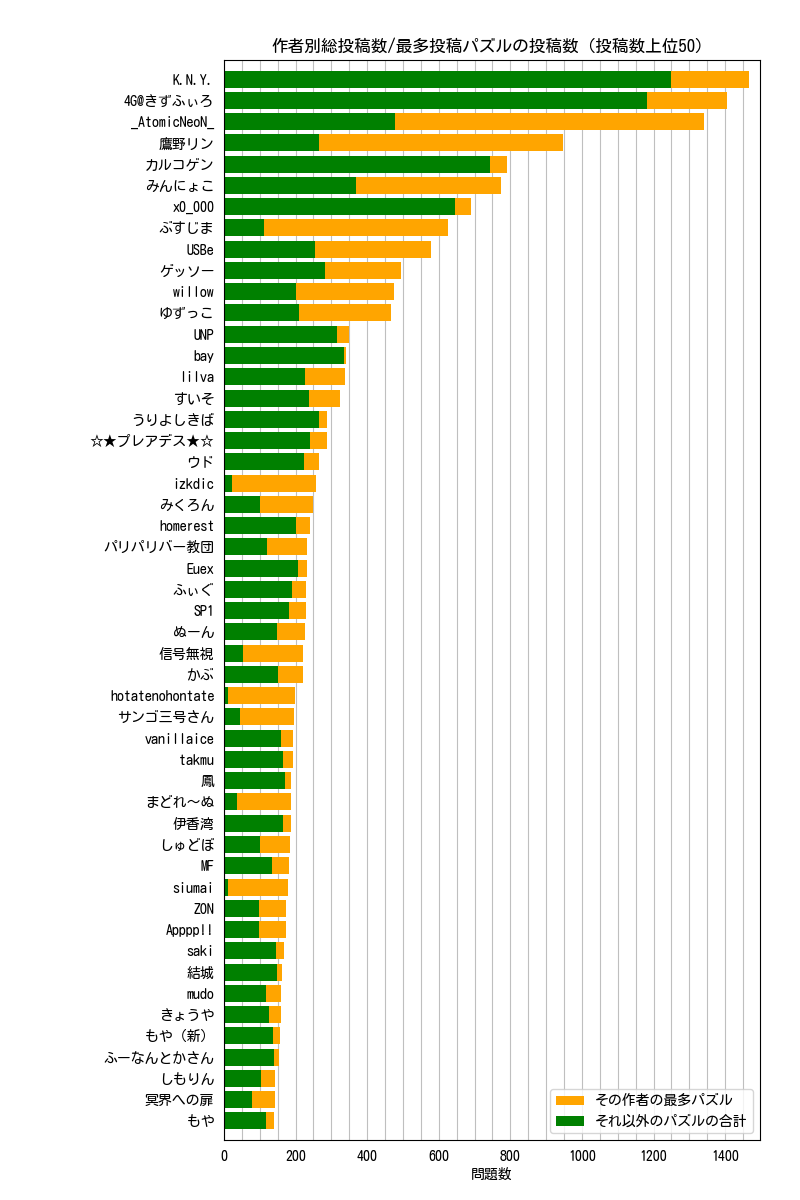 作者別総投稿数/最多投稿パズルの投稿数 (投稿数上位50)
K.N.Y.
4G@きずふぃろ
_AtomicNeoN_
鷹野リン
カルコゲン
みんにょこ
x0_000
ぶすじま
USBe
ゲッソー
willow
ゆずっこ
UNP
bay
lilva
すいそ
うりよしきば
☆★プレアデス★☆
ウド
izkdic
みくろん
homerest
パリパリバー教団
Euex
ふぃぐ
SP1
ぬーん
信号無視
かぶ
hotatenohontate
サンゴ三号さん
vanillaice
takmu
鳳
まどれ～ぬ
伊香湾
しゅどぼ
MF
siumai
ZON
Appppll
saki
結城
mudo
きょうや
もや (新)
ふーなんとかさん
しもりん
冥界への扉
もや
その作者の最多パズル
それ以外のパズルの合計
0 200 400 600 800 1000 1200 1400
問題数